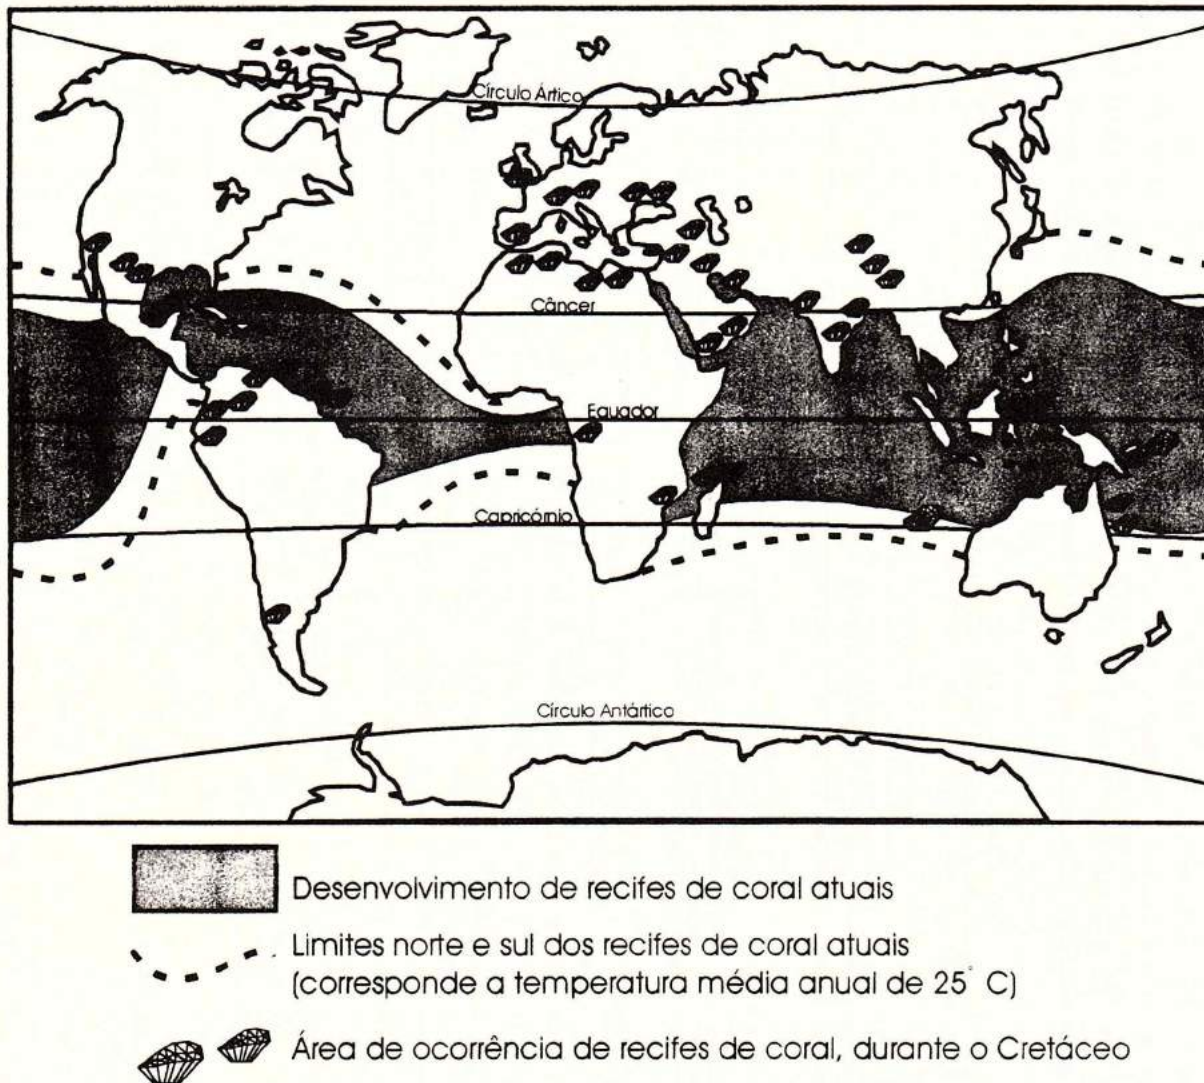 Círculo Ártico
Câncer
Equador
Capricórnio
Círculo Antártico
Desenvolvimento de recifes de coral atuais
Limites norte e sul dos recifes de coral atuais
(corresponde a temperatura média anual de 25° C)
Área de ocorrência de recifes de coral, durante o Cretáceo